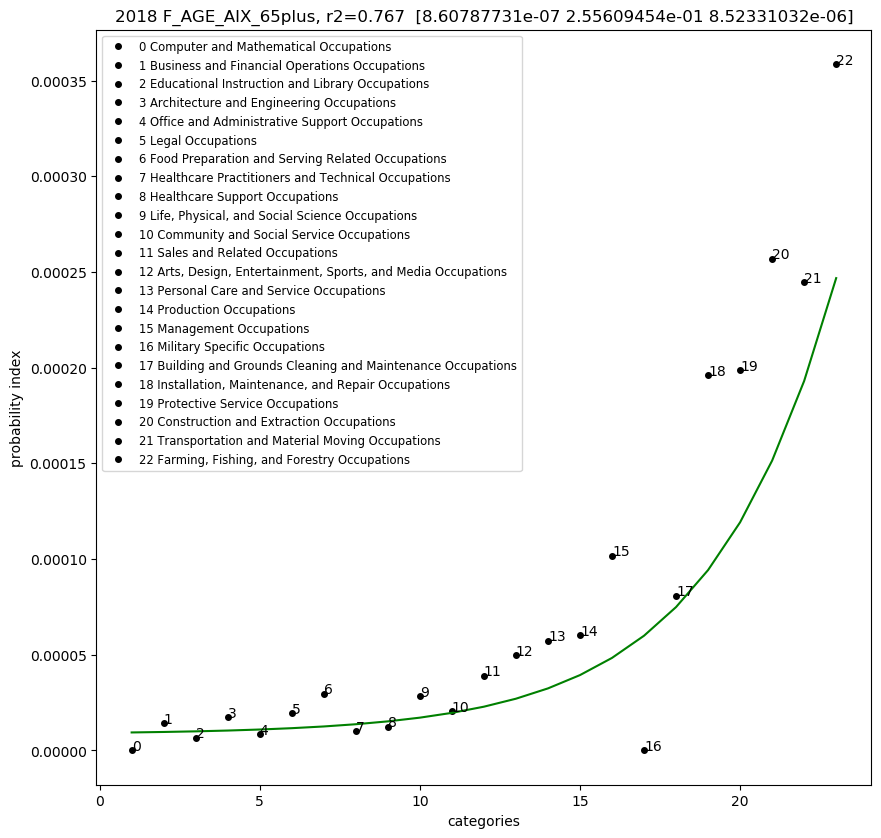 2018 F_AGE_AIX_65plus, r2=0.767 [8.60787731e-07 2.55609454e-01 8.52331032e-06]
0 Computer and Mathematical Occupations
1 Business and Financial Operations Occupations
2 Educational Instruction and Library Occupations
3 Architecture and Engineering Occupations
4 Office and Administrative Support Occupations
5 Legal Occupations
6 Food Preparation and Serving Related Occupations
7 Healthcare Practitioners and Technical Occupations
8 Healthcare Support Occupations
9 Life, Physical, and Social Science Occupations
10 Community and Social Service Occupations
11 Sales and Related Occupations
12 Arts, Design, Entertainment, Sports, and Media Occupations
13 Personal Care and Service Occupations
14 Production Occupations
15 Management Occupations
16 Military Specific Occupations
17 Building and Grounds Cleaning and Maintenance Occupations
18 Installation, Maintenance, and Repair Occupations
19 Protective Service Occupations
20 Construction and Extraction Occupations
21 Transportation and Material Moving Occupations
22 Farming, Fishing, and Forestry Occupations
probability index
0.00035
0.00030
0.00025
0.00020
0.00015
0.00010
0.00005
0.00000
0
1
2
3
4
5
6
7
8
9
10
11
12
13
14
15
16
17
18
19
20
21
22
0
5
10
15
20
categories